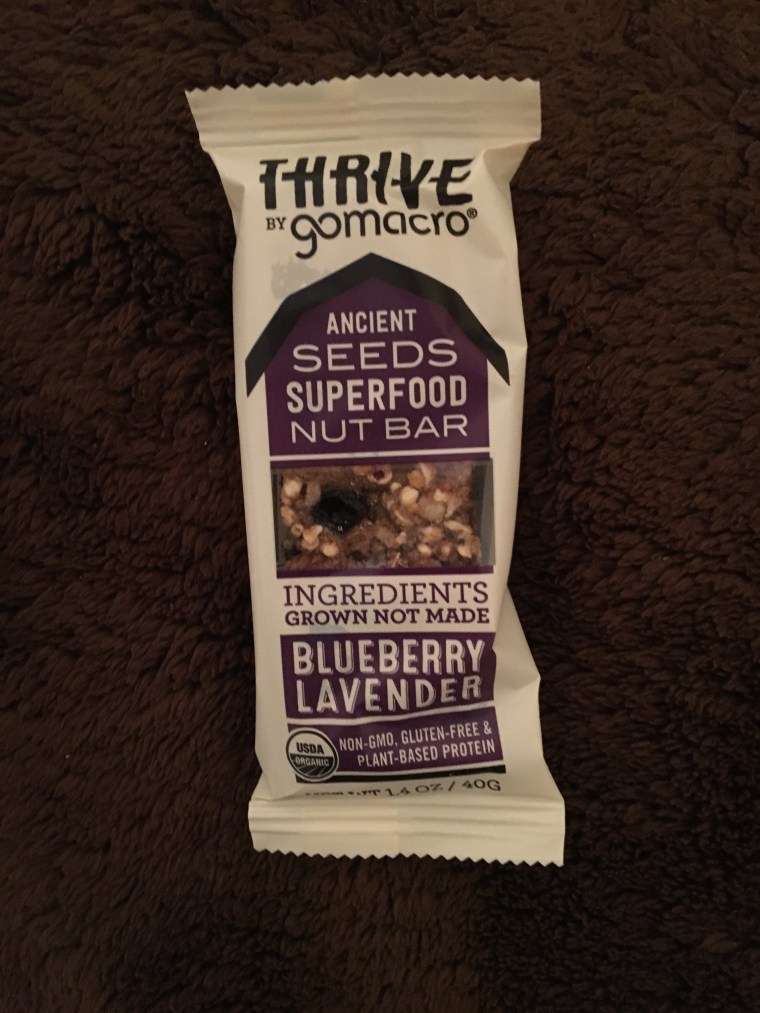 THRIVE
BY gomacro®
ANCIENT
SEEDS
SUPERFOOD
NUT BAR
INGREDIENTS
GROWN NOT MADE
BLUEBERRY
LAVENDER
USDA
ORGANIC
NON-GMO, GLUTEN-FREE &
PLANT-BASED PROTEIN
1.4 OZ / 40G